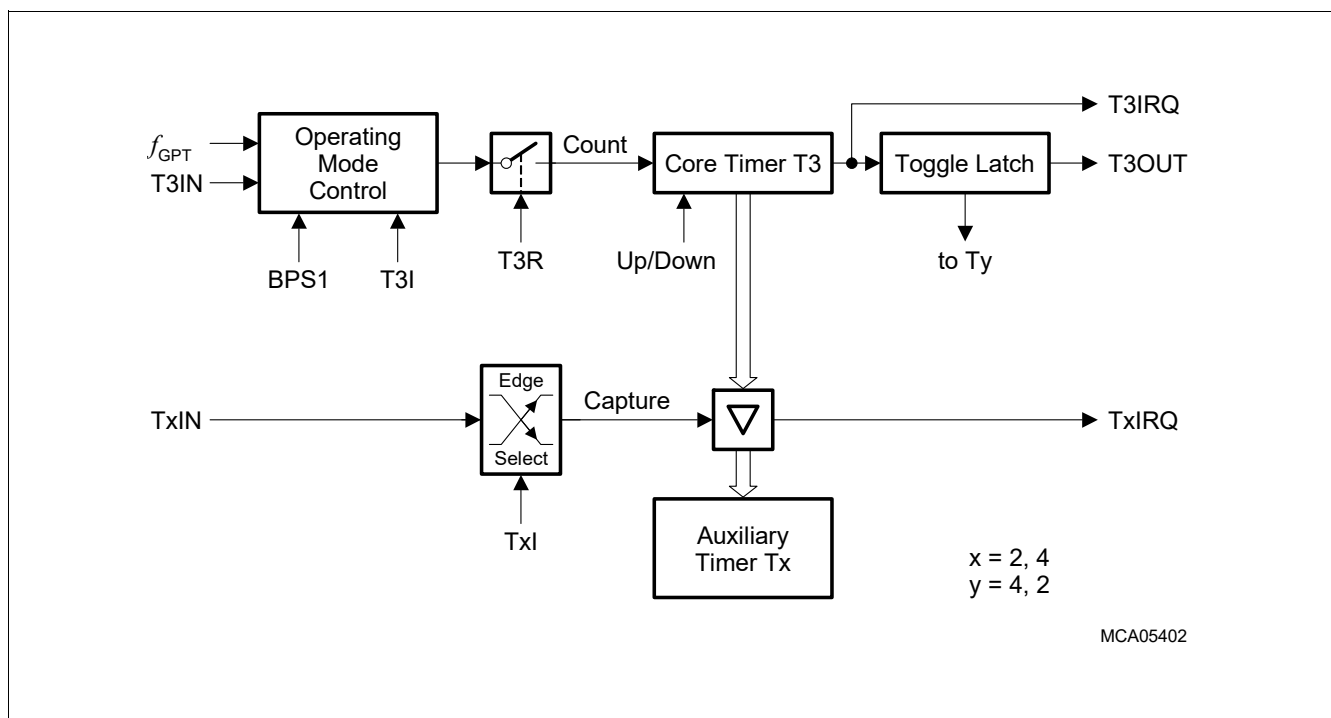 T3IRQ
f GPT
T3IN
Operating
Mode
Control
Count
Core Timer T3
Toggle Latch
T3OUT
BPS1
T3I
T3R
Up/Down
to Ty
TxIN
Edge
Select
Capture
TxIRQ
TxI
Auxiliary
Timer Tx
x = 2, 4
y = 4, 2
MCA05402